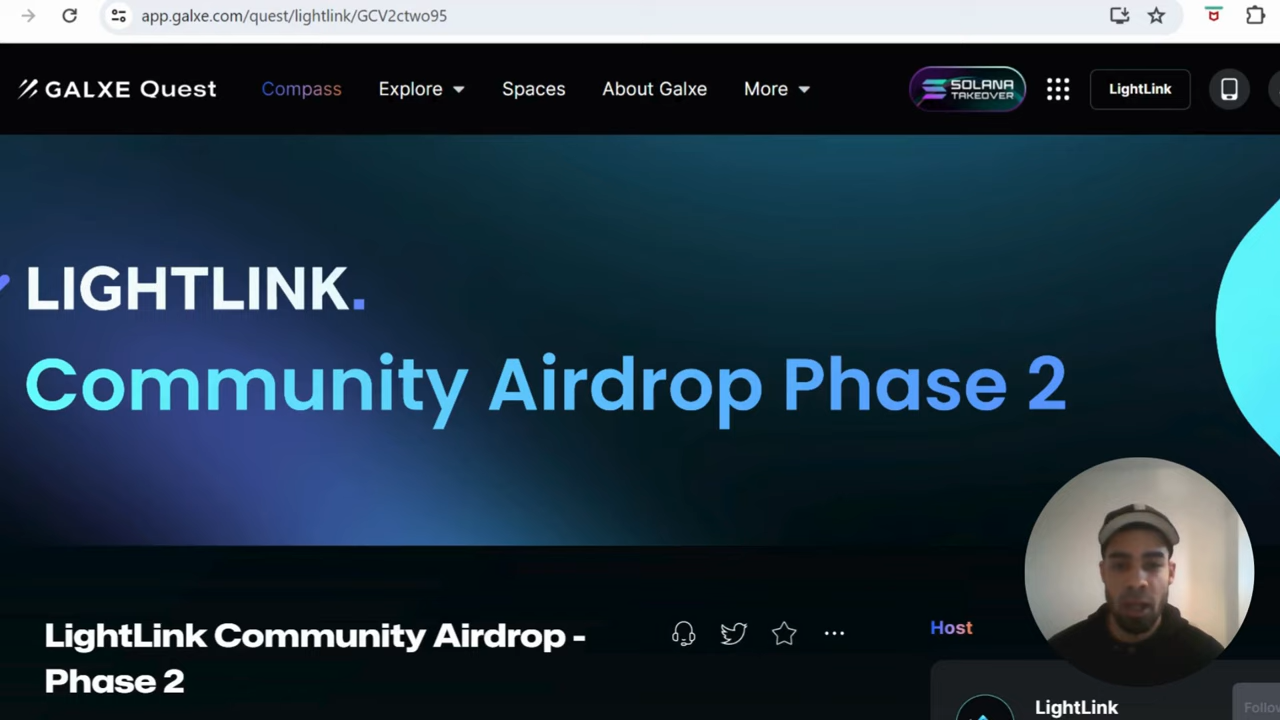 app.galxe.com/quest/lightlink/GCV2ctwo95
GALXE Quest Compass Explore Spaces About Galxe More SOLANA TAKEOVER LightLink
LIGHTLINK.
Community Airdrop Phase 2
LightLink Community Airdrop -
Phase 2
Host
LightLink
Follo